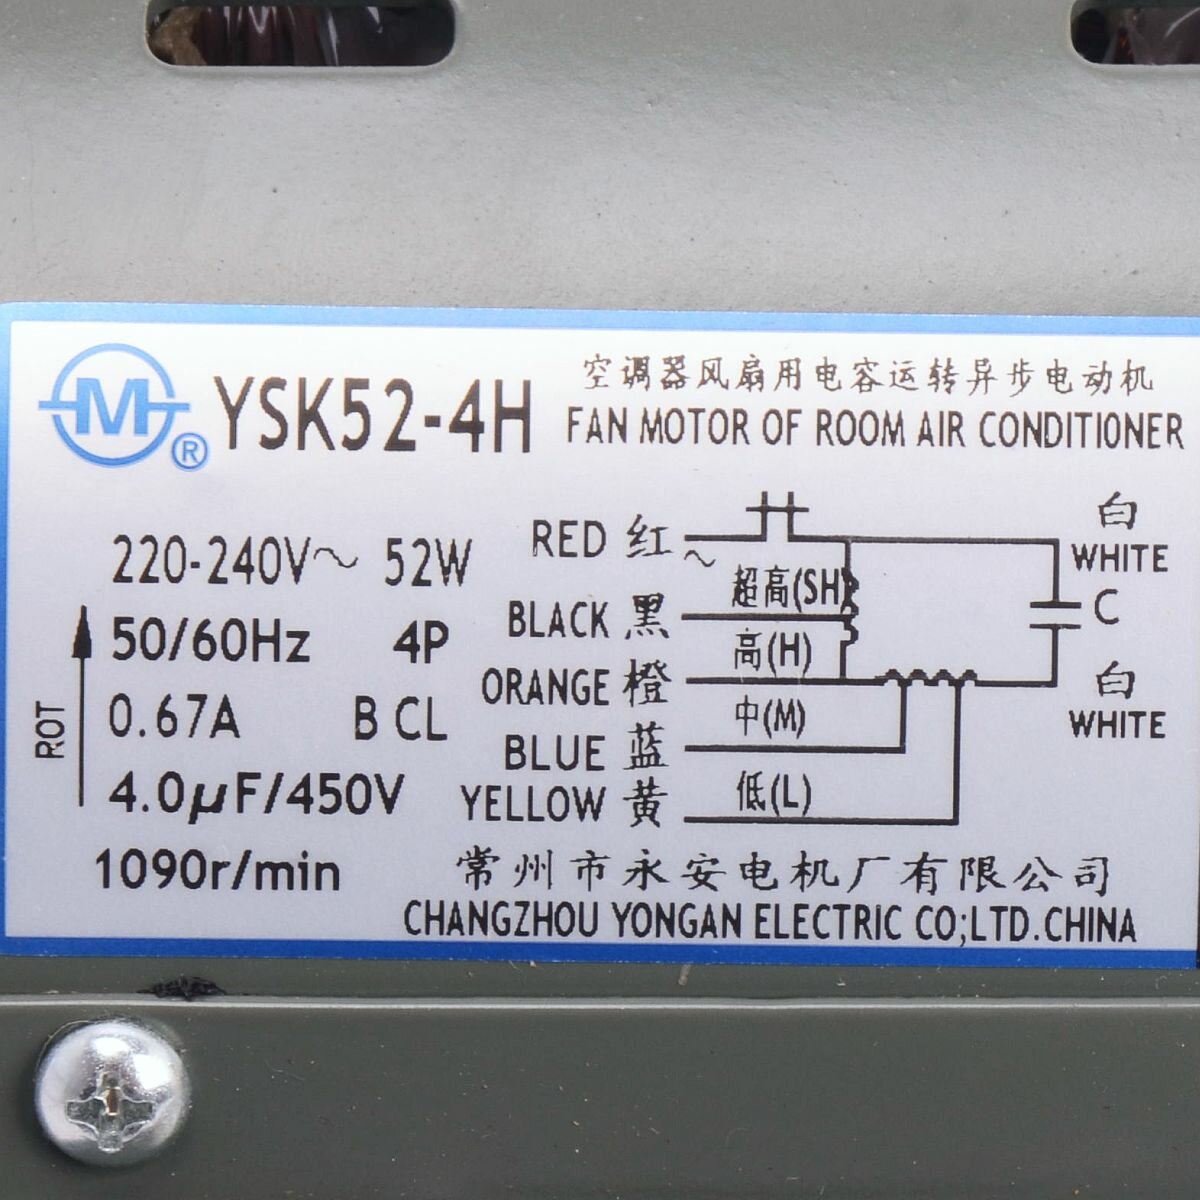 M ® YSK52-4H
空调器风扇用电容运转异步电动机
FAN MOTOR OF ROOM AIR CONDITIONER
220-240V~ 52W
50/60Hz 4P
0.67A B CL
4.0μF/450V
1090r/min
ROT
RED 红 ~
BLACK 黑 超高(SH)
ORANGE 橙 高(H)
BLUE 蓝 中(M)
YELLOW 黄 低(L)
白
WHITE
C
白
WHITE
常州市永安电机厂有限公司
CHANGZHOU YONGAN ELECTRIC CO;LTD.CHINA